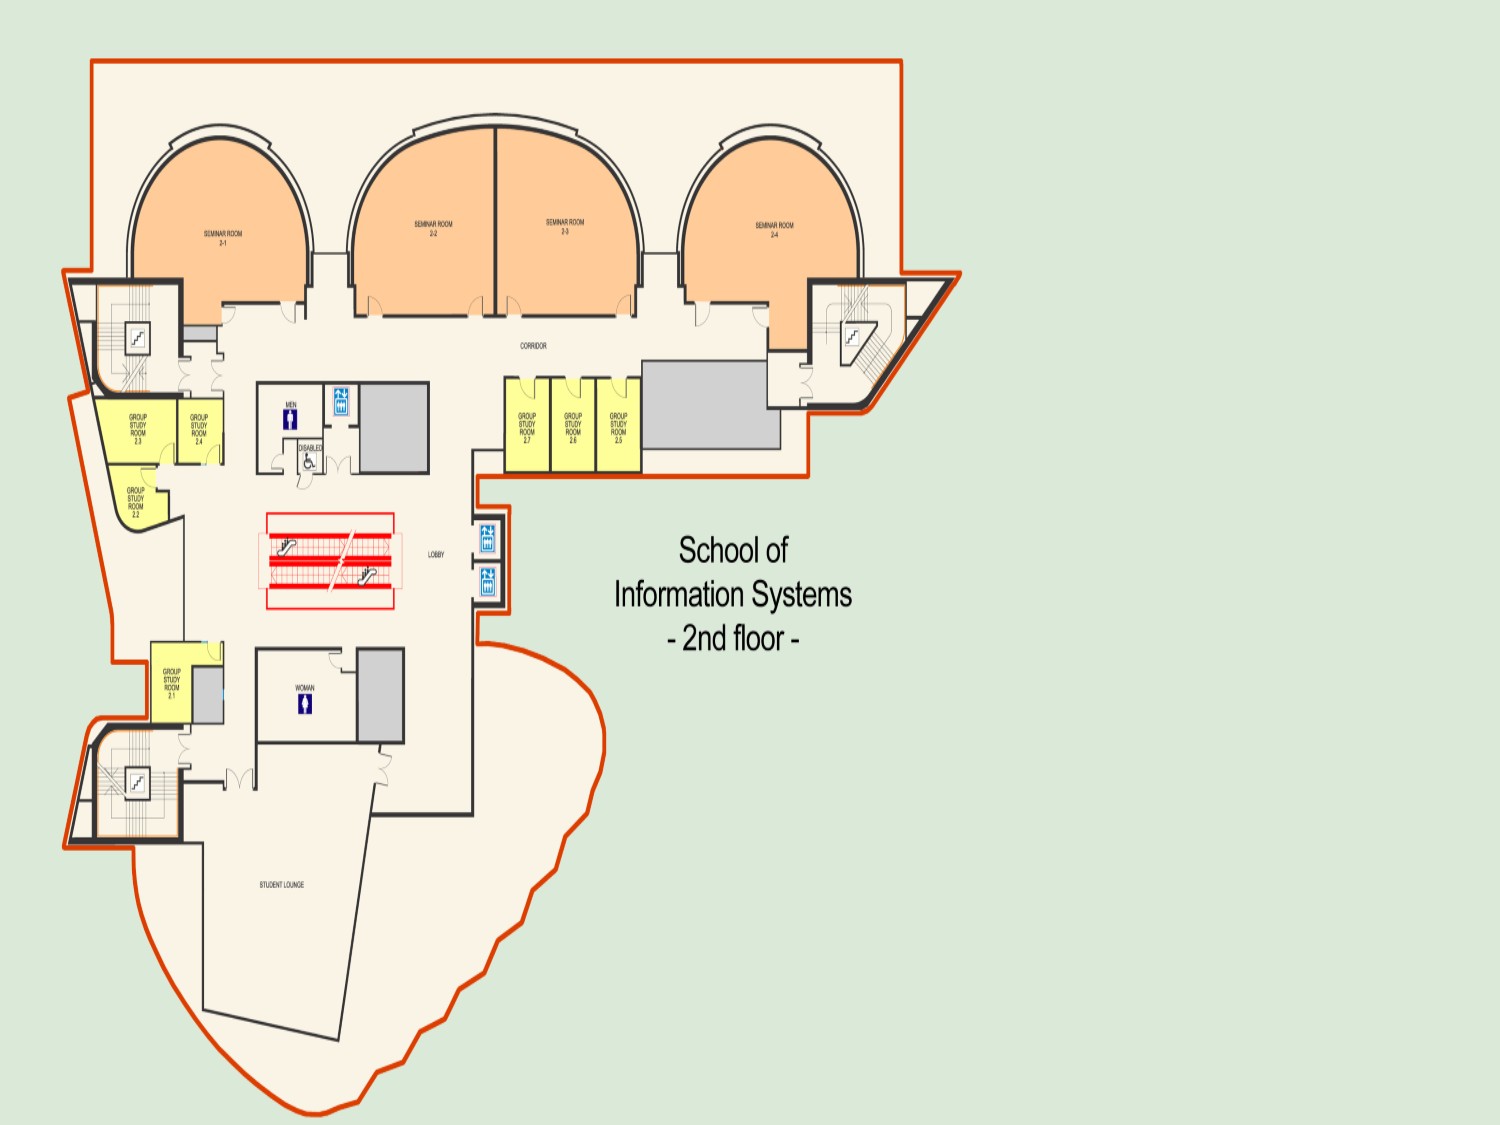 SEMINAR ROOM
2-1
SEMINAR ROOM
2-2
SEMINAR ROOM
2-3
SEMINAR ROOM
2-4
CORRIDOR
MEN
DISABLED
GROUP
STUDY
ROOM
2.3
GROUP
STUDY
ROOM
2.4
GROUP
STUDY
ROOM
2.7
GROUP
STUDY
ROOM
2.6
GROUP
STUDY
ROOM
2.5
GROUP
STUDY
ROOM
2.2
LOBBY
School of
Information Systems
- 2nd floor -
GROUP
STUDY
ROOM
2.1
WOMAN
STUDENT LOUNGE